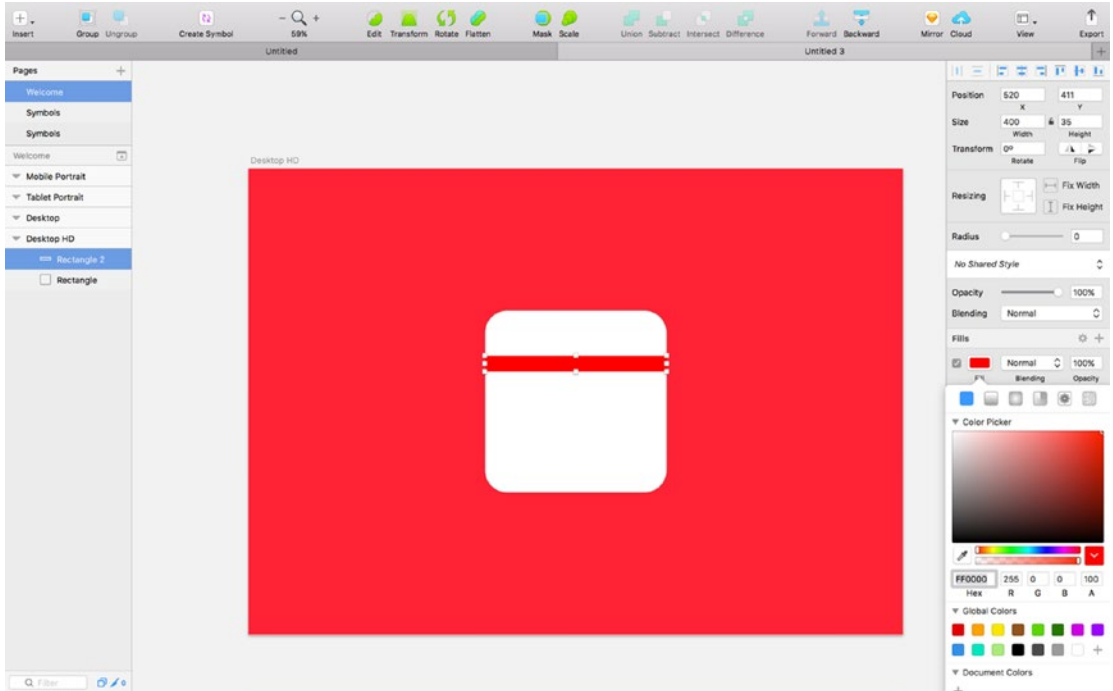 Insert Group Ungroup Create Symbol - 59% + Edit Transform Rotate Flatten Mask Scale Union Subtract Intersect Difference Forward Backward Mirror Cloud View Export
Untitled Untitled 3 +
Pages +
Welcome
Symbols
Symbols
Welcome
Mobile Portrait
Tablet Portrait
Desktop
Desktop HD
Rectangle 2
Rectangle
Filter 0
Desktop HD
Position 520 411
X Y
Size 400 35
Width Height
Transform 0º
Rotate Flip
Resizing Fix Width
Fix Height
Radius 0
No Shared Style
Opacity 100%
Blending Normal
Fills
Normal 100%
Fill Blending Opacity
Color Picker
FF0000 255 0 0 100
Hex R G B A
Global Colors
Document Colors